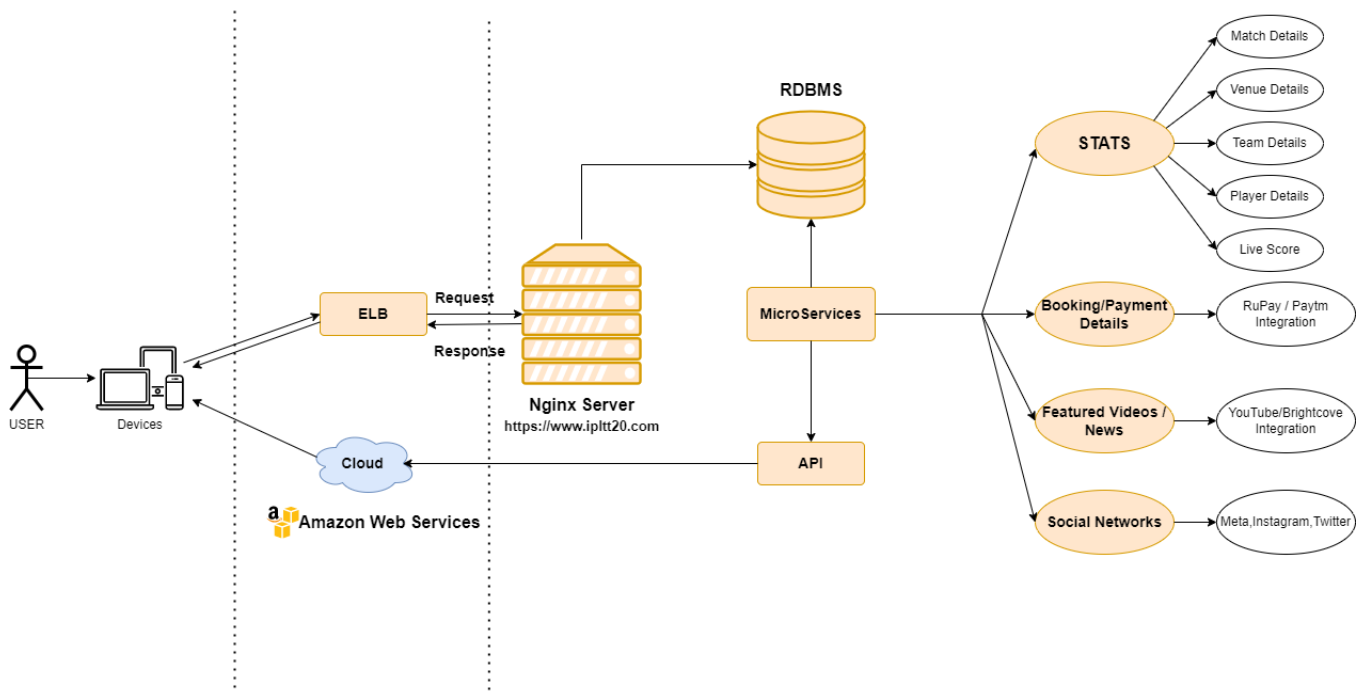 USER
Devices
ELB
Request
Response
Cloud
a
Amazon Web Services
Nginx Server
https://www.ipltt20.com
RDBMS
MicroServices
API
STATS
Match Details
Venue Details
Team Details
Player Details
Live Score
Booking/Payment
Details
RuPay / Paytm
Integration
Featured Videos /
News
YouTube/Brightcove
Integration
Social Networks
Meta,Instagram,Twitter